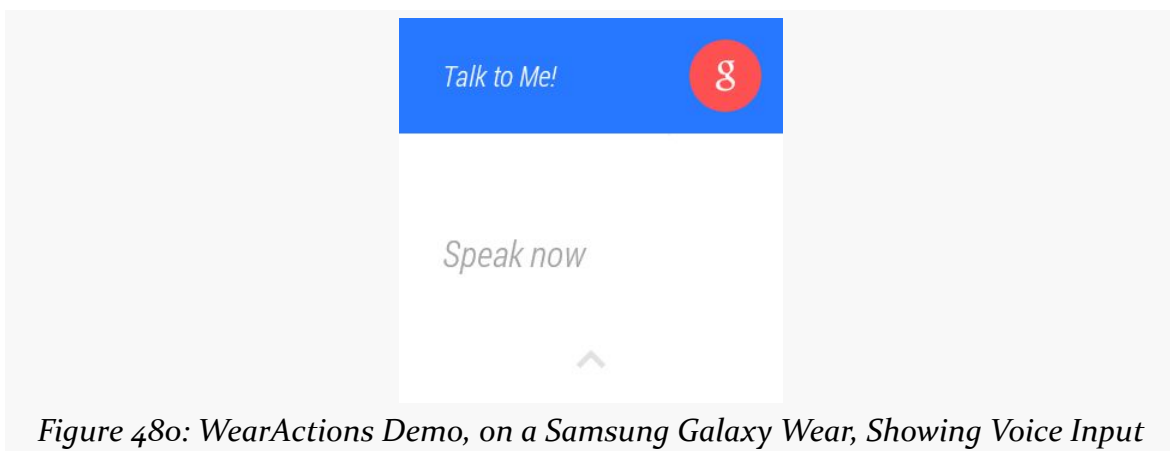 Talk to Me! g
Speak now
Figure 480: WearActions Demo, on a Samsung Galaxy Wear, Showing Voice Input